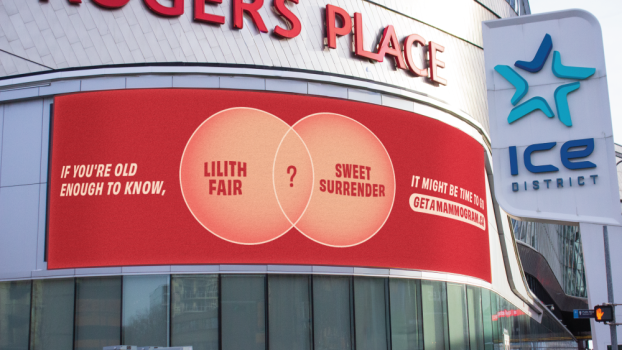 ROGERS PLACE
ICE
DISTRICT
IF YOU'RE OLD
ENOUGH TO KNOW,
LILITH
FAIR
?
SWEET
SURRENDER
IT MIGHT BE TIME TO
GETAMAMMOGRAM